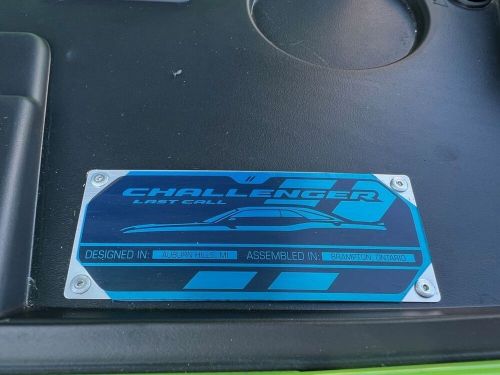 CHALLENGER
LAST CALL
DESIGNED IN: AUBURN HILLS, MI ASSEMBLED IN: BRAMPTON, ONTARIO